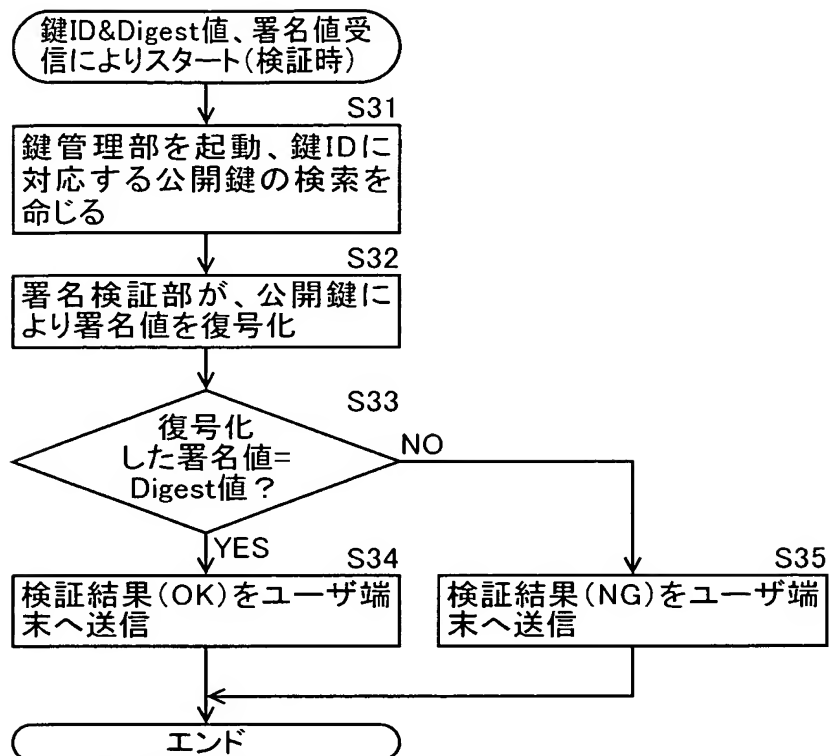 鍵ID&Digest値、署名値受
信によりスタート(検証時)
S31
鍵管理部を起動、鍵IDに
対応する公開鍵の検索を
命じる
S32
署名検証部が、公開鍵に
より署名値を復号化
S33
復号化
した署名値=
Digest値?
NO
YES
S34
検証結果(OK)をユーザ端
末へ送信
S35
検証結果(NG)をユーザ端
末へ送信
エンド